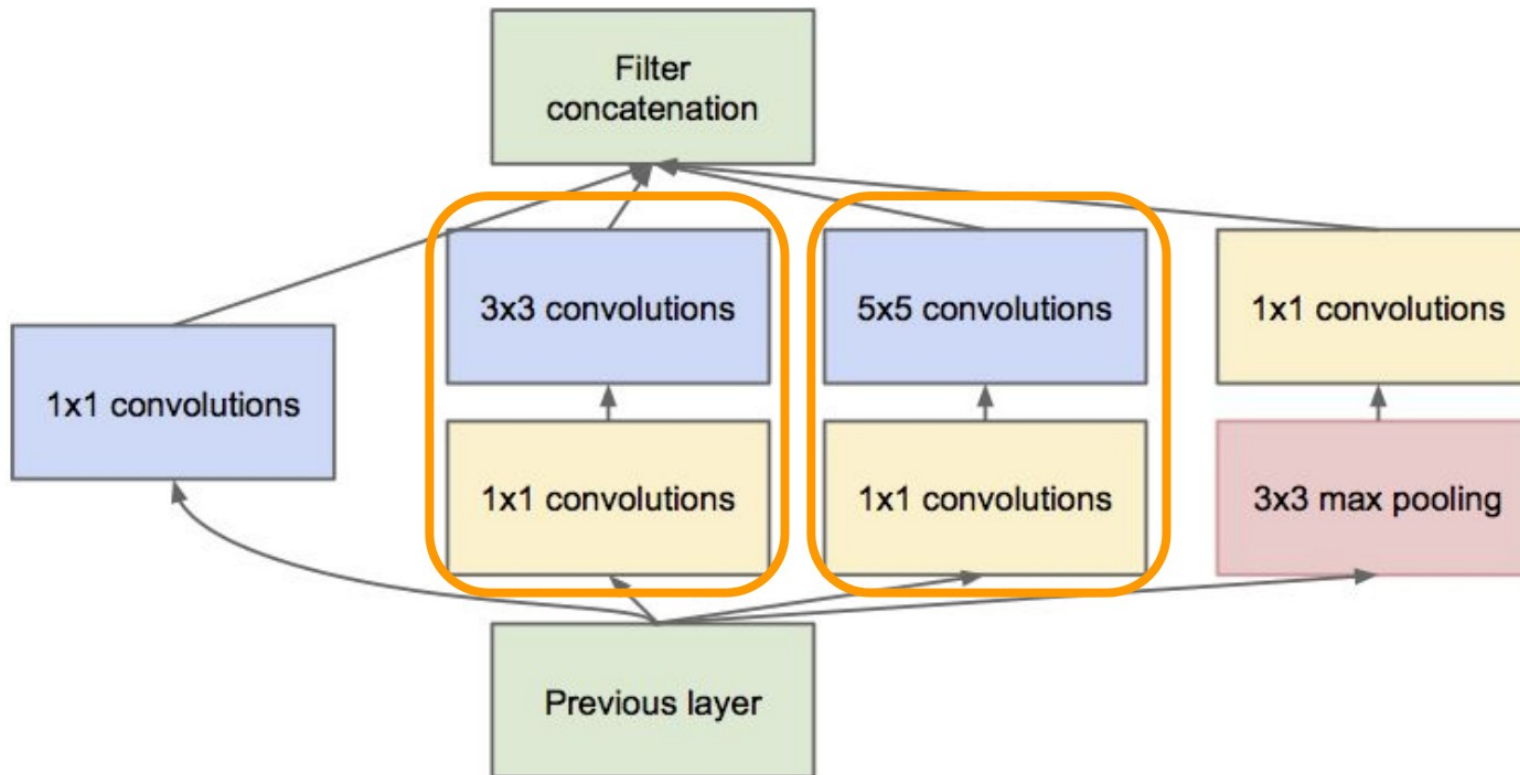 Filter
concatenation
3x3 convolutions
5x5 convolutions
1x1 convolutions
1x1 convolutions
1x1 convolutions
1x1 convolutions
3x3 max pooling
Previous layer